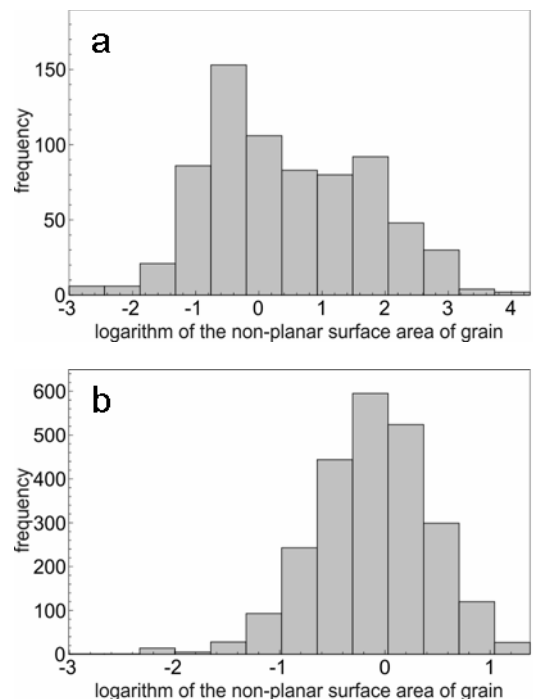 a
150
100
50
0
frequency
-3 -2 -1 0 1 2 3 4
logarithm of the non-planar surface area of grain
b
600
500
400
300
200
100
0
frequency
-3 -2 -1 0 1
logarithm of the non-planar surface area of grain